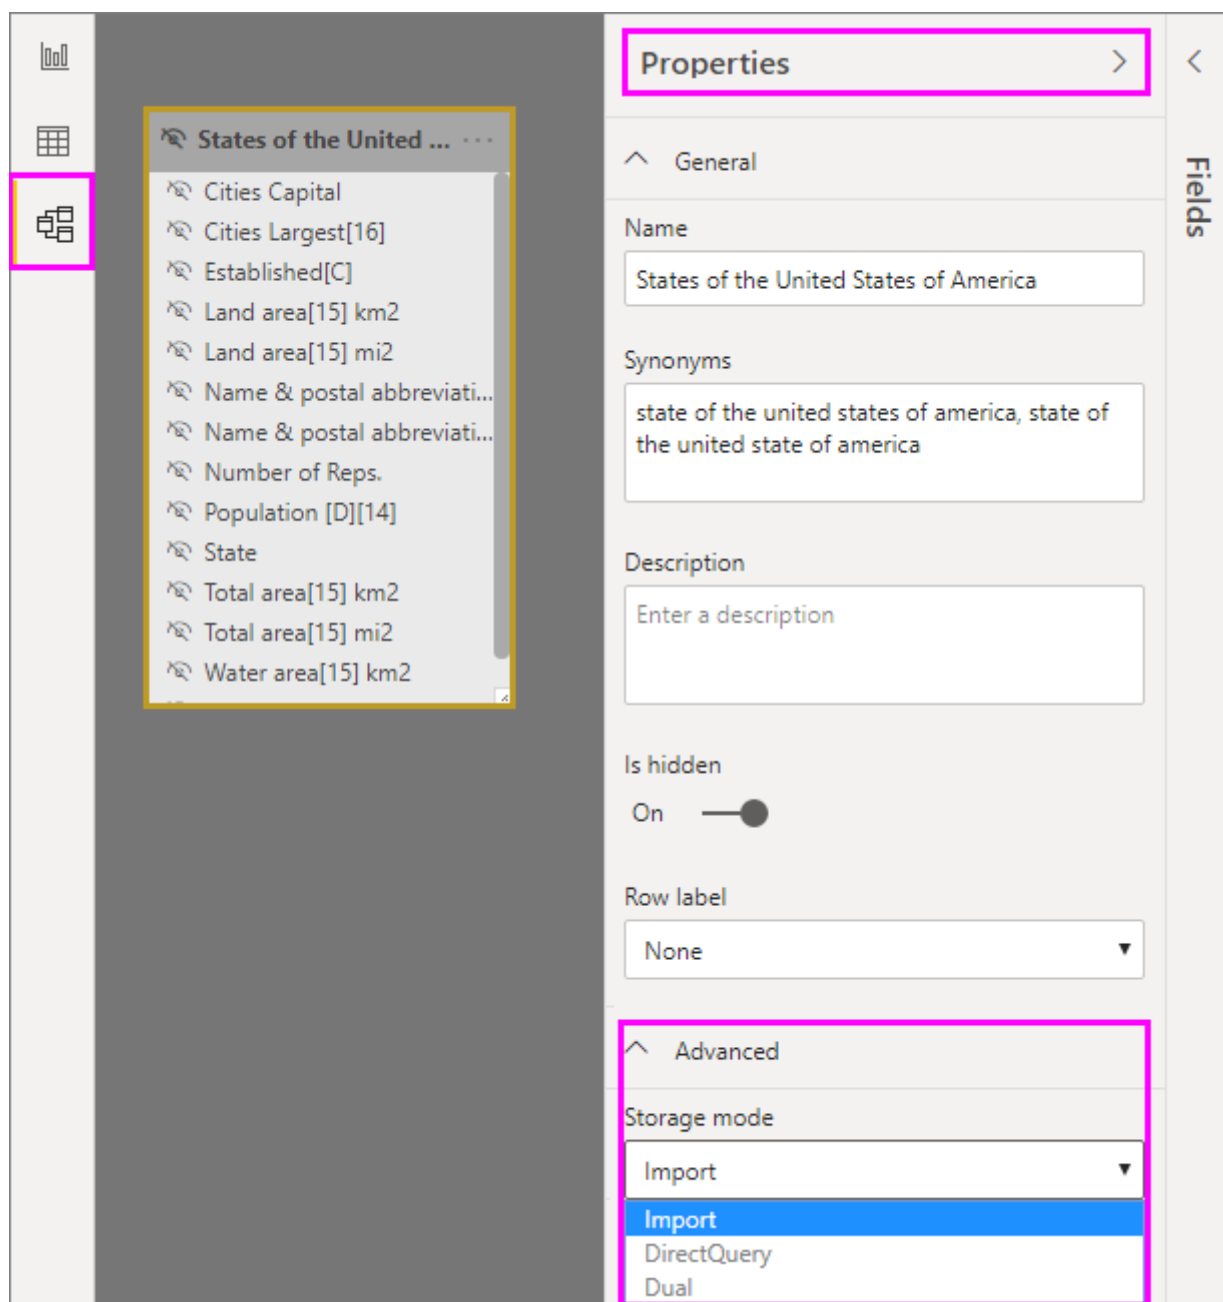 States of the United ... ...
Cities Capital
Cities Largest[16]
Established[C]
Land area[15] km2
Land area[15] mi2
Name & postal abbreviati...
Name & postal abbreviati...
Number of Reps.
Population [D][14]
State
Total area[15] km2
Total area[15] mi2
Water area[15] km2
Properties
General
Name
States of the United States of America
Synonyms
state of the united states of america, state of
the united state of america
Description
Enter a description
Is hidden
On
Row label
None
Advanced
Storage mode
Import
Import
DirectQuery
Dual
Fields